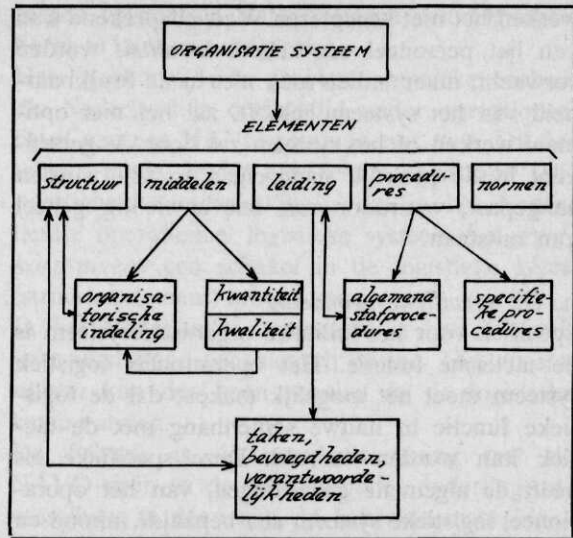 ORGANISATIE SYSTEEM
ELEMENTEN
structuur
middelen
leiding
procedu-
res
normen
organisa-
torische
indeling
kwantiteit
kwaliteit
algemene
stafproce-
dures
specifie-
ke pro-
cedures
taken,
bevoegdheden,
verantwoorde-
lijkheden